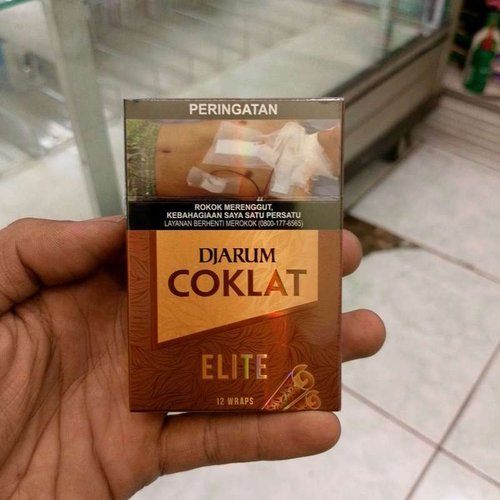 PERINGATAN
ROKOK MERENGGUT,
KEBAHAGIAAN SAYA SATU PERSATU
LAYANAN BERHENTI MEROKOK (0800-177-6565)
DJARUM
COKLAT
ELITE
12 WRAPS